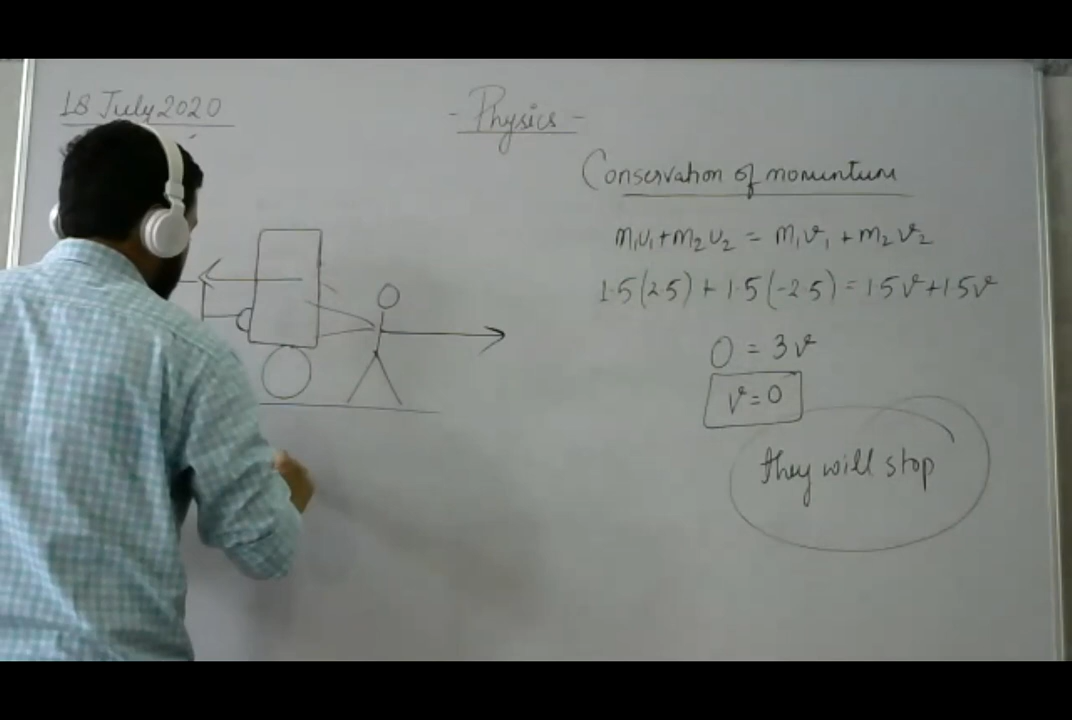 18 July 2020
- Physics -
Conservation of momentum
m₁u₁+m₂u₂ = m₁v₁ + m₂v₂
1.5(2.5) + 1.5(-2.5) = 1.5v+1.5v
0 = 3v
v=0
they will stop